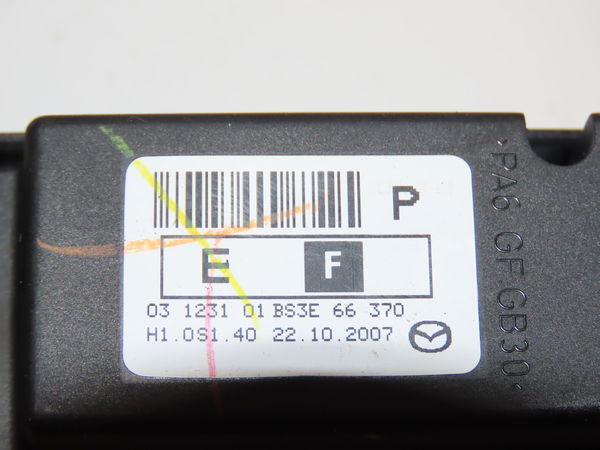 P
E F
03 1231 01 BS3E 66 370
H1.0S1.40 22.10.2007
>PA6 GF.GB30<